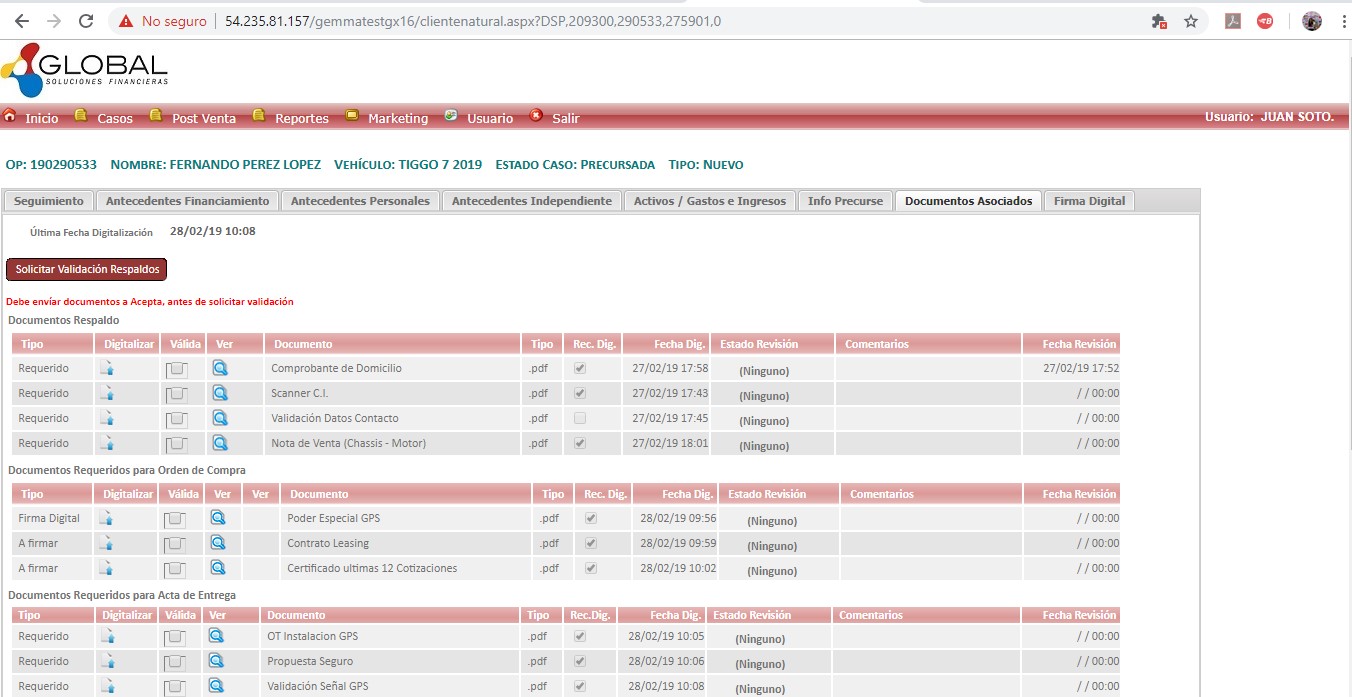 No seguro 54.235.81.157/gemmatestgx16/clientenatural.aspx?DSP,209300,290533,275901,0
GLOBAL
SOLUCIONES FINANCIERAS
Inicio Casos Post Venta Reportes Marketing Usuario Salir Usuario: JUAN SOTO.
OP: 190290533 NOMBRE: FERNANDO PEREZ LOPEZ VEHÍCULO: TIGGO 7 2019 ESTADO CASO: PRECURSADA TIPO: NUEVO
Seguimiento Antecedentes Financiamiento Antecedentes Personales Antecedentes Independiente Activos / Gastos e Ingresos Info Precurse Documentos Asociados Firma Digital
Última Fecha Digitalización 28/02/19 10:08
Solicitar Validación Respaldos
Debe envíar documentos a Acepta, antes de solicitar validación
Documentos Respaldo
Tipo Digitalizar Válida Ver Documento Tipo Rec. Dig. Fecha Dig. Estado Revisión Comentarios Fecha Revisión
Requerido Comprobante de Domicilio .pdf 27/02/19 17:58 (Ninguno) 27/02/19 17:52
Requerido Scanner C.I. .pdf 27/02/19 17:43 (Ninguno) / / 00:00
Requerido Validación Datos Contacto .pdf 27/02/19 17:45 (Ninguno) / / 00:00
Requerido Nota de Venta (Chassis - Motor) .pdf 27/02/19 18:01 (Ninguno) / / 00:00
Documentos Requeridos para Orden de Compra
Tipo Digitalizar Válida Ver Ver Documento Tipo Rec. Dig. Fecha Dig. Estado Revisión Comentarios Fecha Revisión
Firma Digital Poder Especial GPS .pdf 28/02/19 09:56 (Ninguno) / / 00:00
A firmar Contrato Leasing .pdf 28/02/19 09:59 (Ninguno) / / 00:00
A firmar Certificado ultimas 12 Cotizaciones .pdf 28/02/19 10:02 (Ninguno) / / 00:00
Documentos Requeridos para Acta de Entrega
Tipo Digitalizar Válida Ver Documento Tipo Rec.Dig. Fecha Dig. Estado Revisión Comentarios Fecha Revisión
Requerido OT Instalacion GPS .pdf 28/02/19 10:05 (Ninguno) / / 00:00
Requerido Propuesta Seguro .pdf 28/02/19 10:06 (Ninguno) / / 00:00
Requerido Validación Señal GPS .pdf 28/02/19 10:08 (Ninguno) / / 00:00